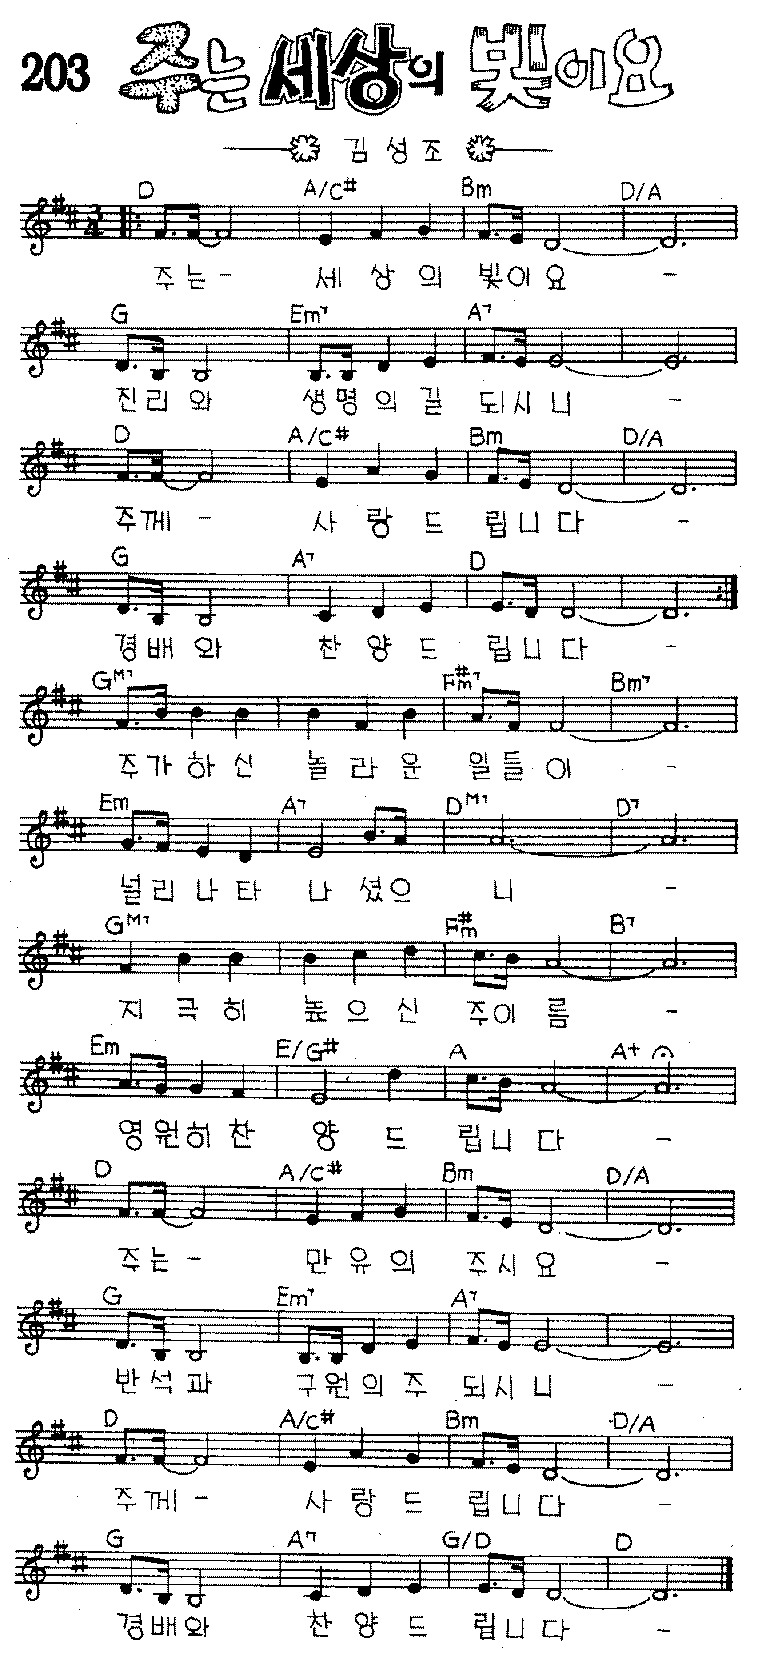 203 주는 세상의 빛이요
김성조
D A/C# Bm D/A
주는- 세 상 의 빛이요 -
G Em7 A7
진리 와 생명 의 길 되시니 -
D A/C# Bm D/A
주께 - 사 랑 드 립니다 -
G A7 D
경배와 찬 양 드 립니다 -
GM7 F#m7 Bm7
주가하신 놀라운 일들이 -
Em A7 DM7 D7
널리나타 나 셨으 니 -
GM7 F#m B7
지 극 히 높 으 신 주이 름 -
Em E/G# A A+
영원히찬 양 드 립니다 -
D A/C# Bm D/A
주는- 만 유 의 주시요 -
G Em7 A7
반석과 구원의 주 되시니 -
D A/C# Bm D/A
주께- 사 랑 드 립니다 -
G A7 G/D D
경배와 찬 양 드 립니다 -